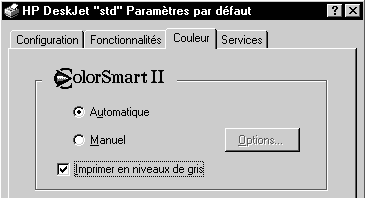 HP DeskJet "std" Paramètres par défaut
Configuration Fonctionnalités Couleur Services
ColorSmart II
Automatique
Manuel Options...
Imprimer en niveaux de gris